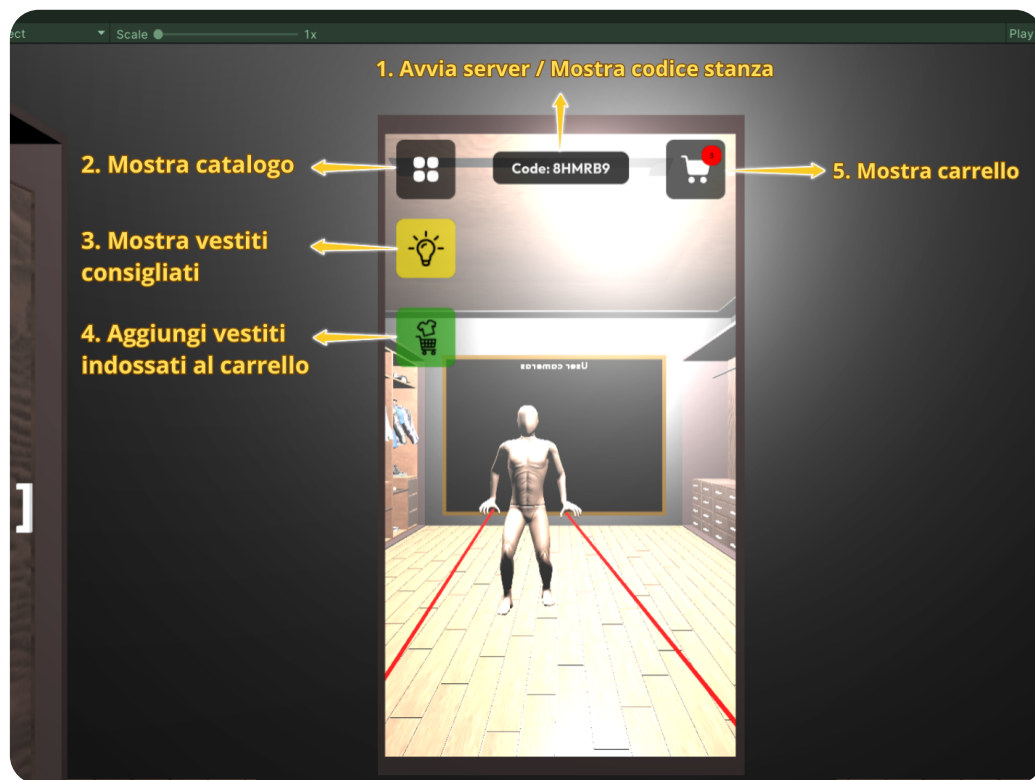 Scale
1x
Play
1. Avvia server / Mostra codice stanza
2. Mostra catalogo
Code: 8HMRB9
5. Mostra carrello
3. Mostra vestiti
consigliati
4. Aggiungi vestiti
indossati al carrello
User cameras
]